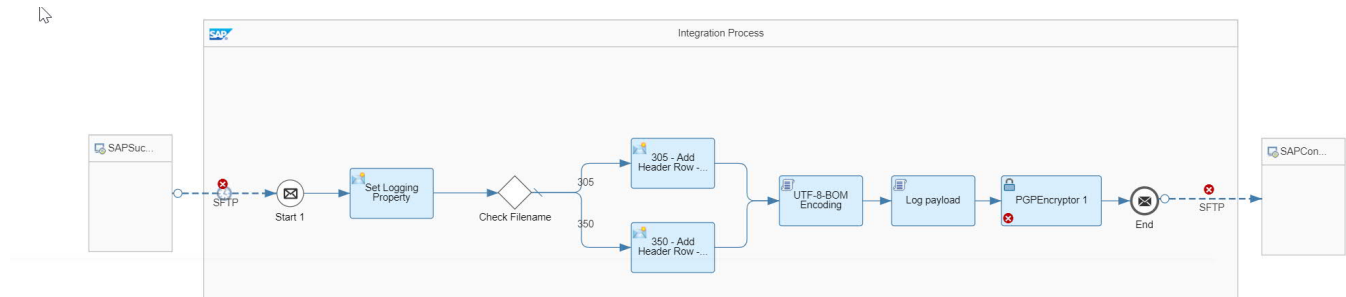 SAP
Integration Process
SAPSuc...
SFTP
Start 1
Set Logging
Property
Check Filename
305
350
305 - Add
Header Row -...
350 - Add
Header Row -...
UTF-8-BOM
Encoding
Log payload
PGPEncryptor 1
End
SFTP
SAPCon...